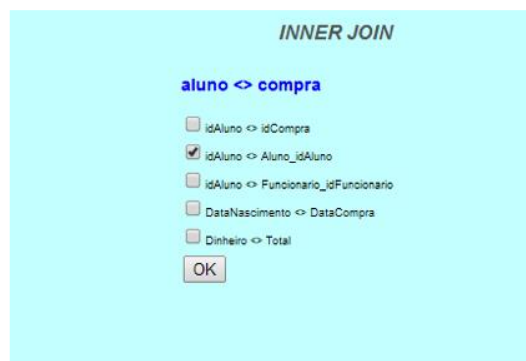 INNER JOIN
aluno <> compra
idAluno <> idCompra
idAluno <> Aluno_idAluno
idAluno <> Funcionario_idFuncionario
DataNascimento <> DataCompra
Dinheiro <> Total
OK